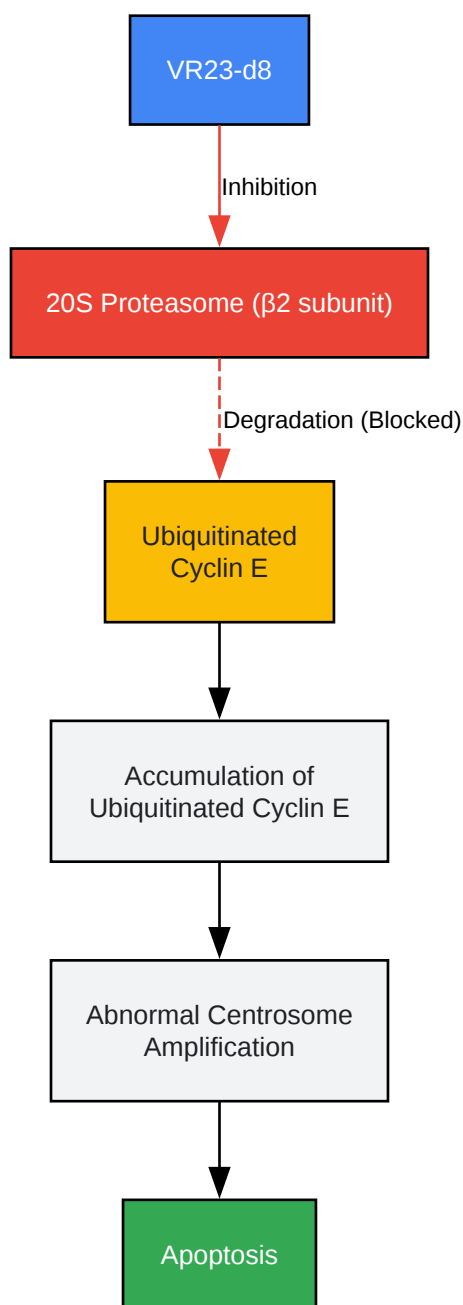 VR23-d8
Inhibition
20S Proteasome (β2 subunit)
Degradation (Blocked)
Ubiquitinated
Cyclin E
Accumulation of
Ubiquitinated Cyclin E
Abnormal Centrosome
Amplification
Apoptosis